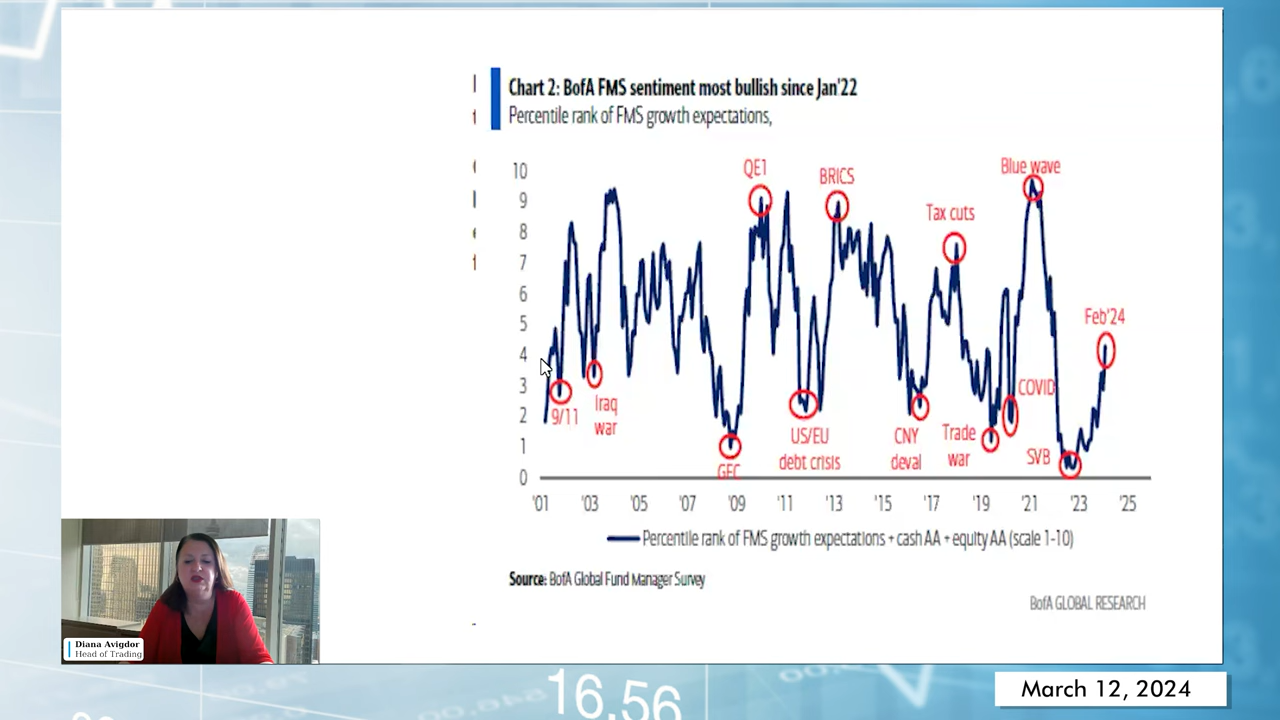 Chart 2: BofA FMS sentiment most bullish since Jan'22
Percentile rank of FMS growth expectations,
QE1
BRICS
Blue wave
Tax cuts
Feb'24
10
9
8
7
6
5
4
3
2
1
0
9/11
Iraq
war
GFC
US/EU
debt crisis
CNY
deval
Trade
war
COVID
SVB
'01 '03 '05 '07 '09 '11 '13 '15 '17 '19 '21 '23 '25
Percentile rank of FMS growth expectations + cash AA + equity AA (scale 1-10)
Source: BofA Global Fund Manager Survey
BofA GLOBAL RESEARCH
Diana Avigdor
Head of Trading
16,56
March 12, 2024